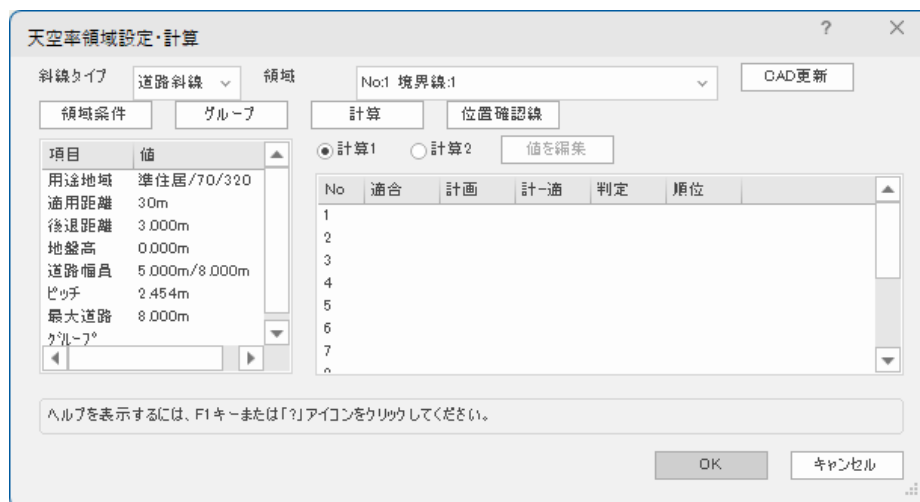 天空率領域設定・計算
?
斜線タイプ 道路斜線 領域 No:1 境界線:1 CAD更新
領域条件 グループ 計算 位置確認線
計算1 計算2 値を編集
項目 値
用途地域 準住居/70/320
適用距離 30m
後退距離 3.000m
地盤高 0.000m
道路幅員 5.000m/8.000m
ピッチ 2.454m
最大道路 8.000m
グループ
No 適合 計画 計-適 判定 順位
1
2
3
4
5
6
7
ヘルプを表示するには、F1キーまたは「?」アイコンをクリックしてください。
OK キャンセル